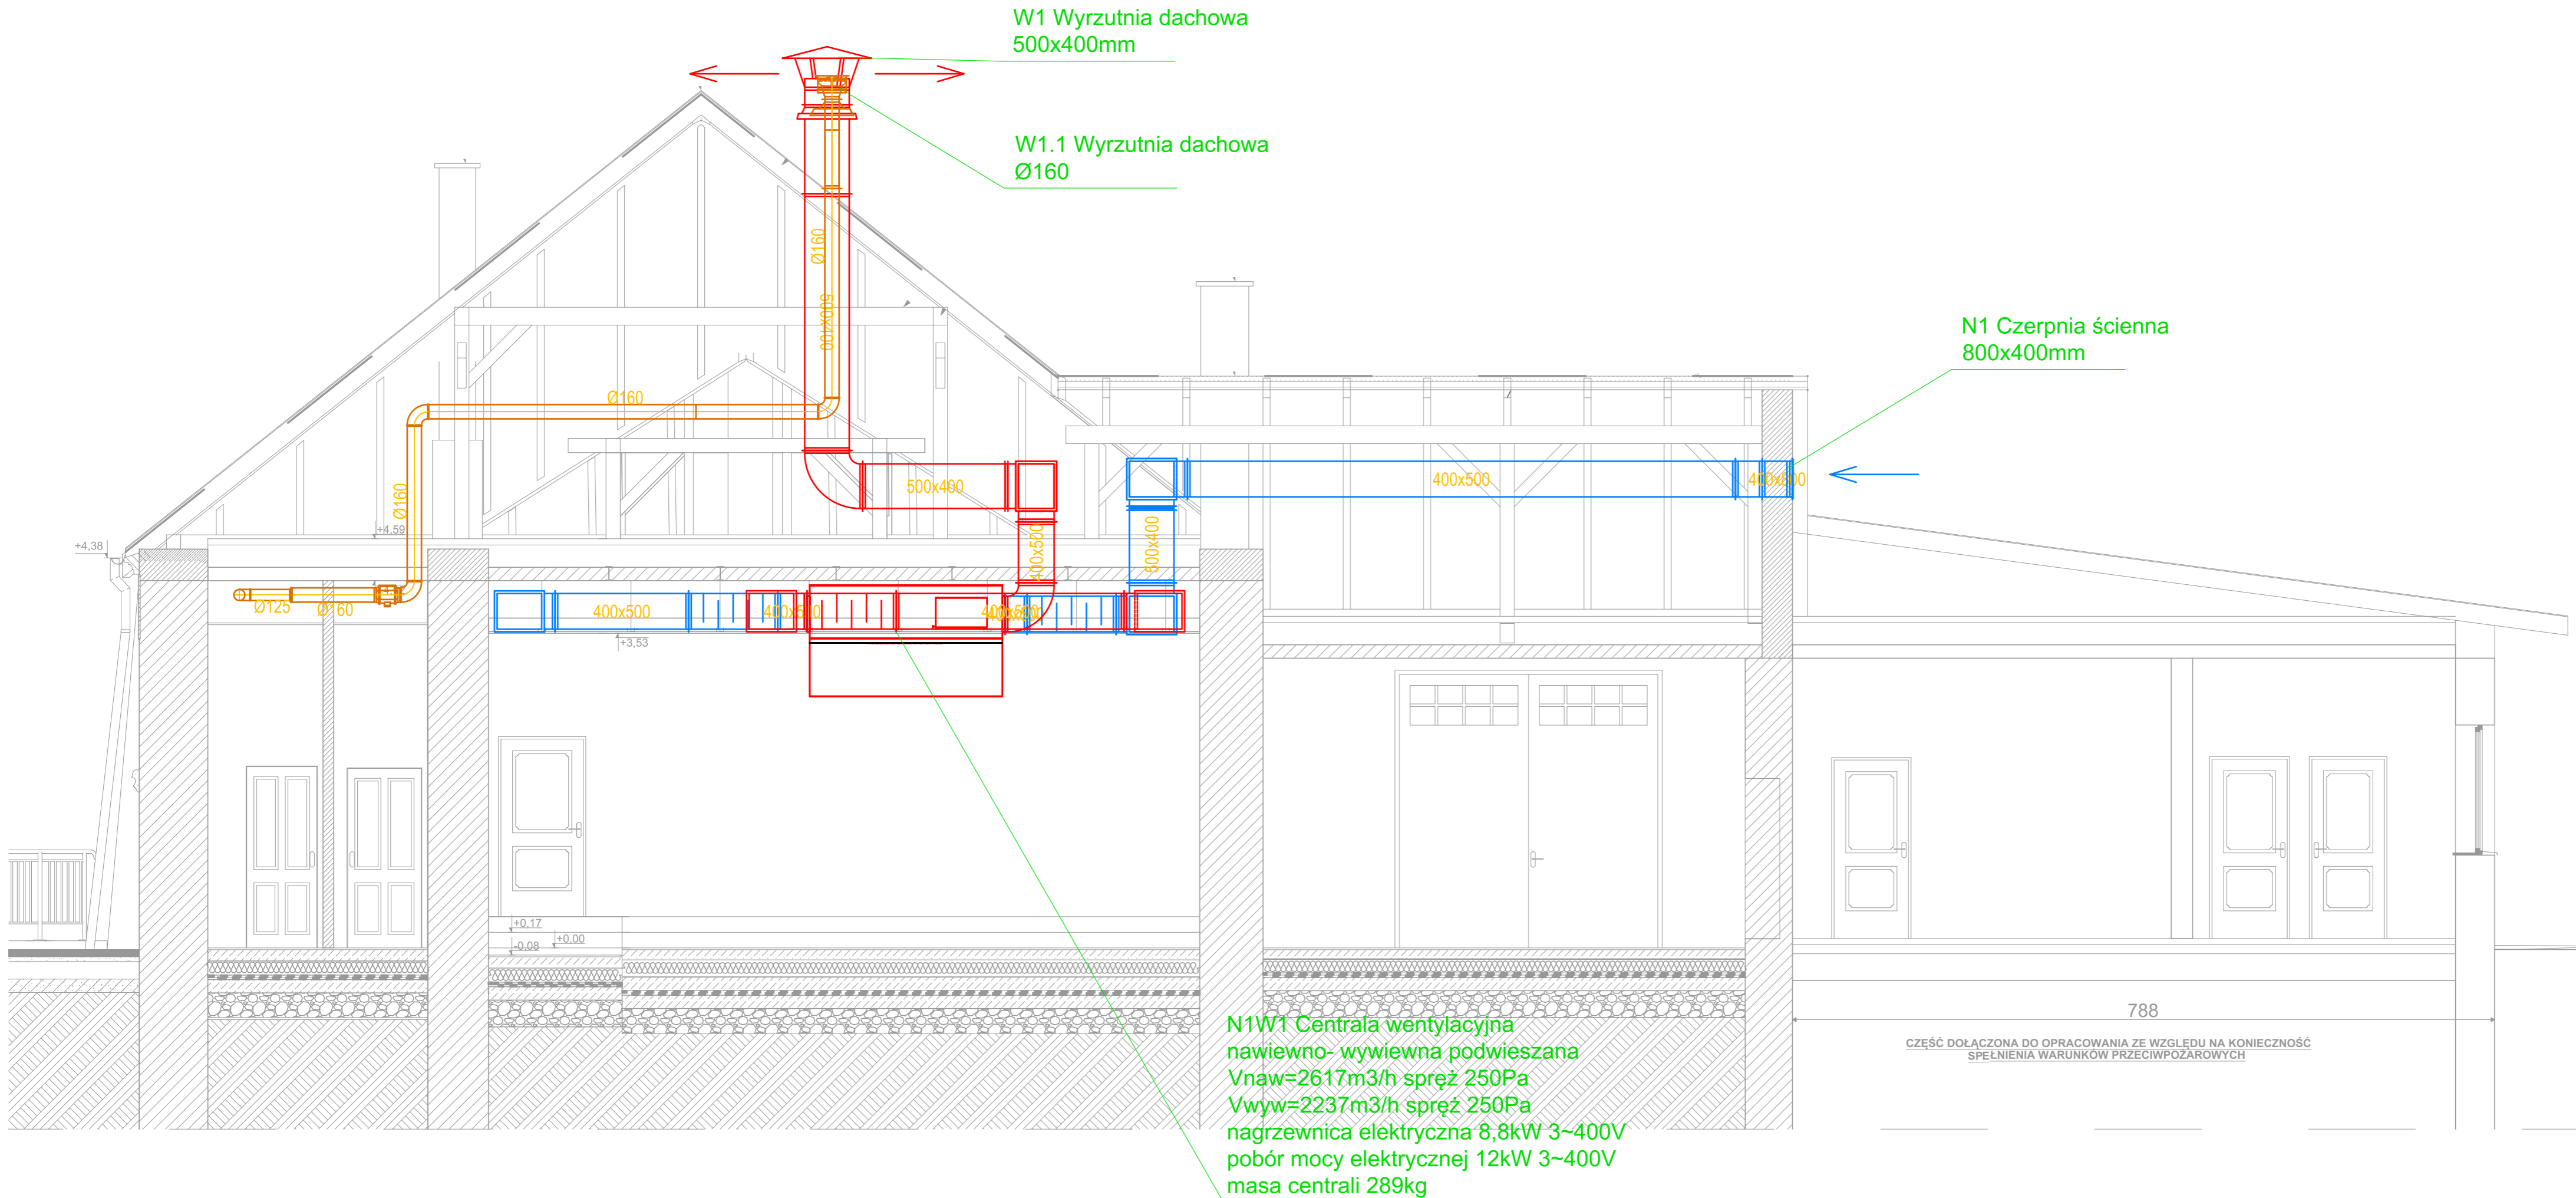 W1 Wyrzutnia dachowa
500x400mm
W1.1 Wyrzutnia dachowa
Ø160
N1 Czerpnia ścienna
800x400mm
Ø160
500x400
Ø160
500x400
400x500
Ø160
+4,59
+4,38
400x500
500x400
Ø125
Ø160
400x500
400x500
+3,53
+0,17
+0,00
-0,08
N1W1 Centrala wentylacyjna
nawiewno- wywiewna podwieszana
Vnaw=2617m3/h spręż 250Pa
Vwyw=2237m3/h spręż 250Pa
nagrzewnica elektryczna 8,8kW 3~400V
pobór mocy elektrycznej 12kW 3~400V
masa centrali 289kg
788
CZĘŚĆ DOŁĄCZONA DO OPRACOWANIA ZE WZGLĘDU NA KONIECZNOŚĆ
SPEŁNIENIA WARUNKÓW PRZECIWPOŻAROWYCH